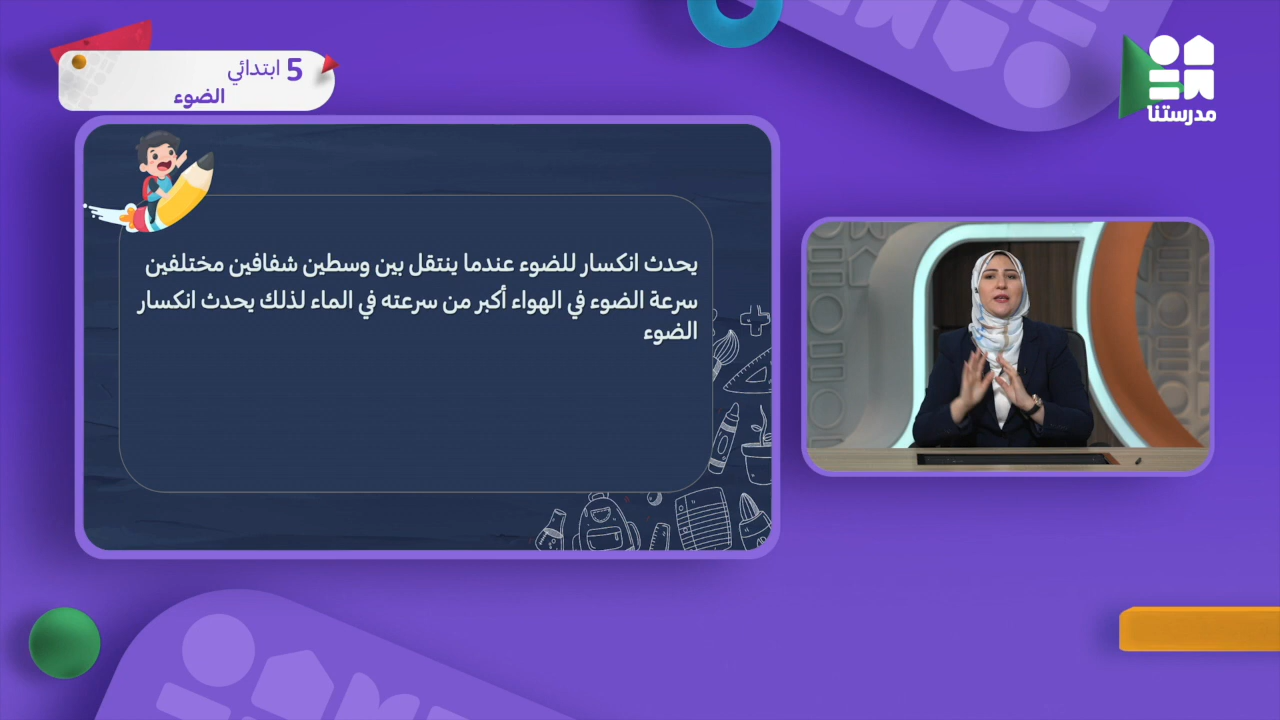 5 ابتدائي
الضوء
مدرستنا
يحدث انكسار للضوء عندما ينتقل بين وسطين شفافين مختلفين
سرعة الضوء في الهواء أكبر من سرعته في الماء لذلك يحدث انكسار
الضوء